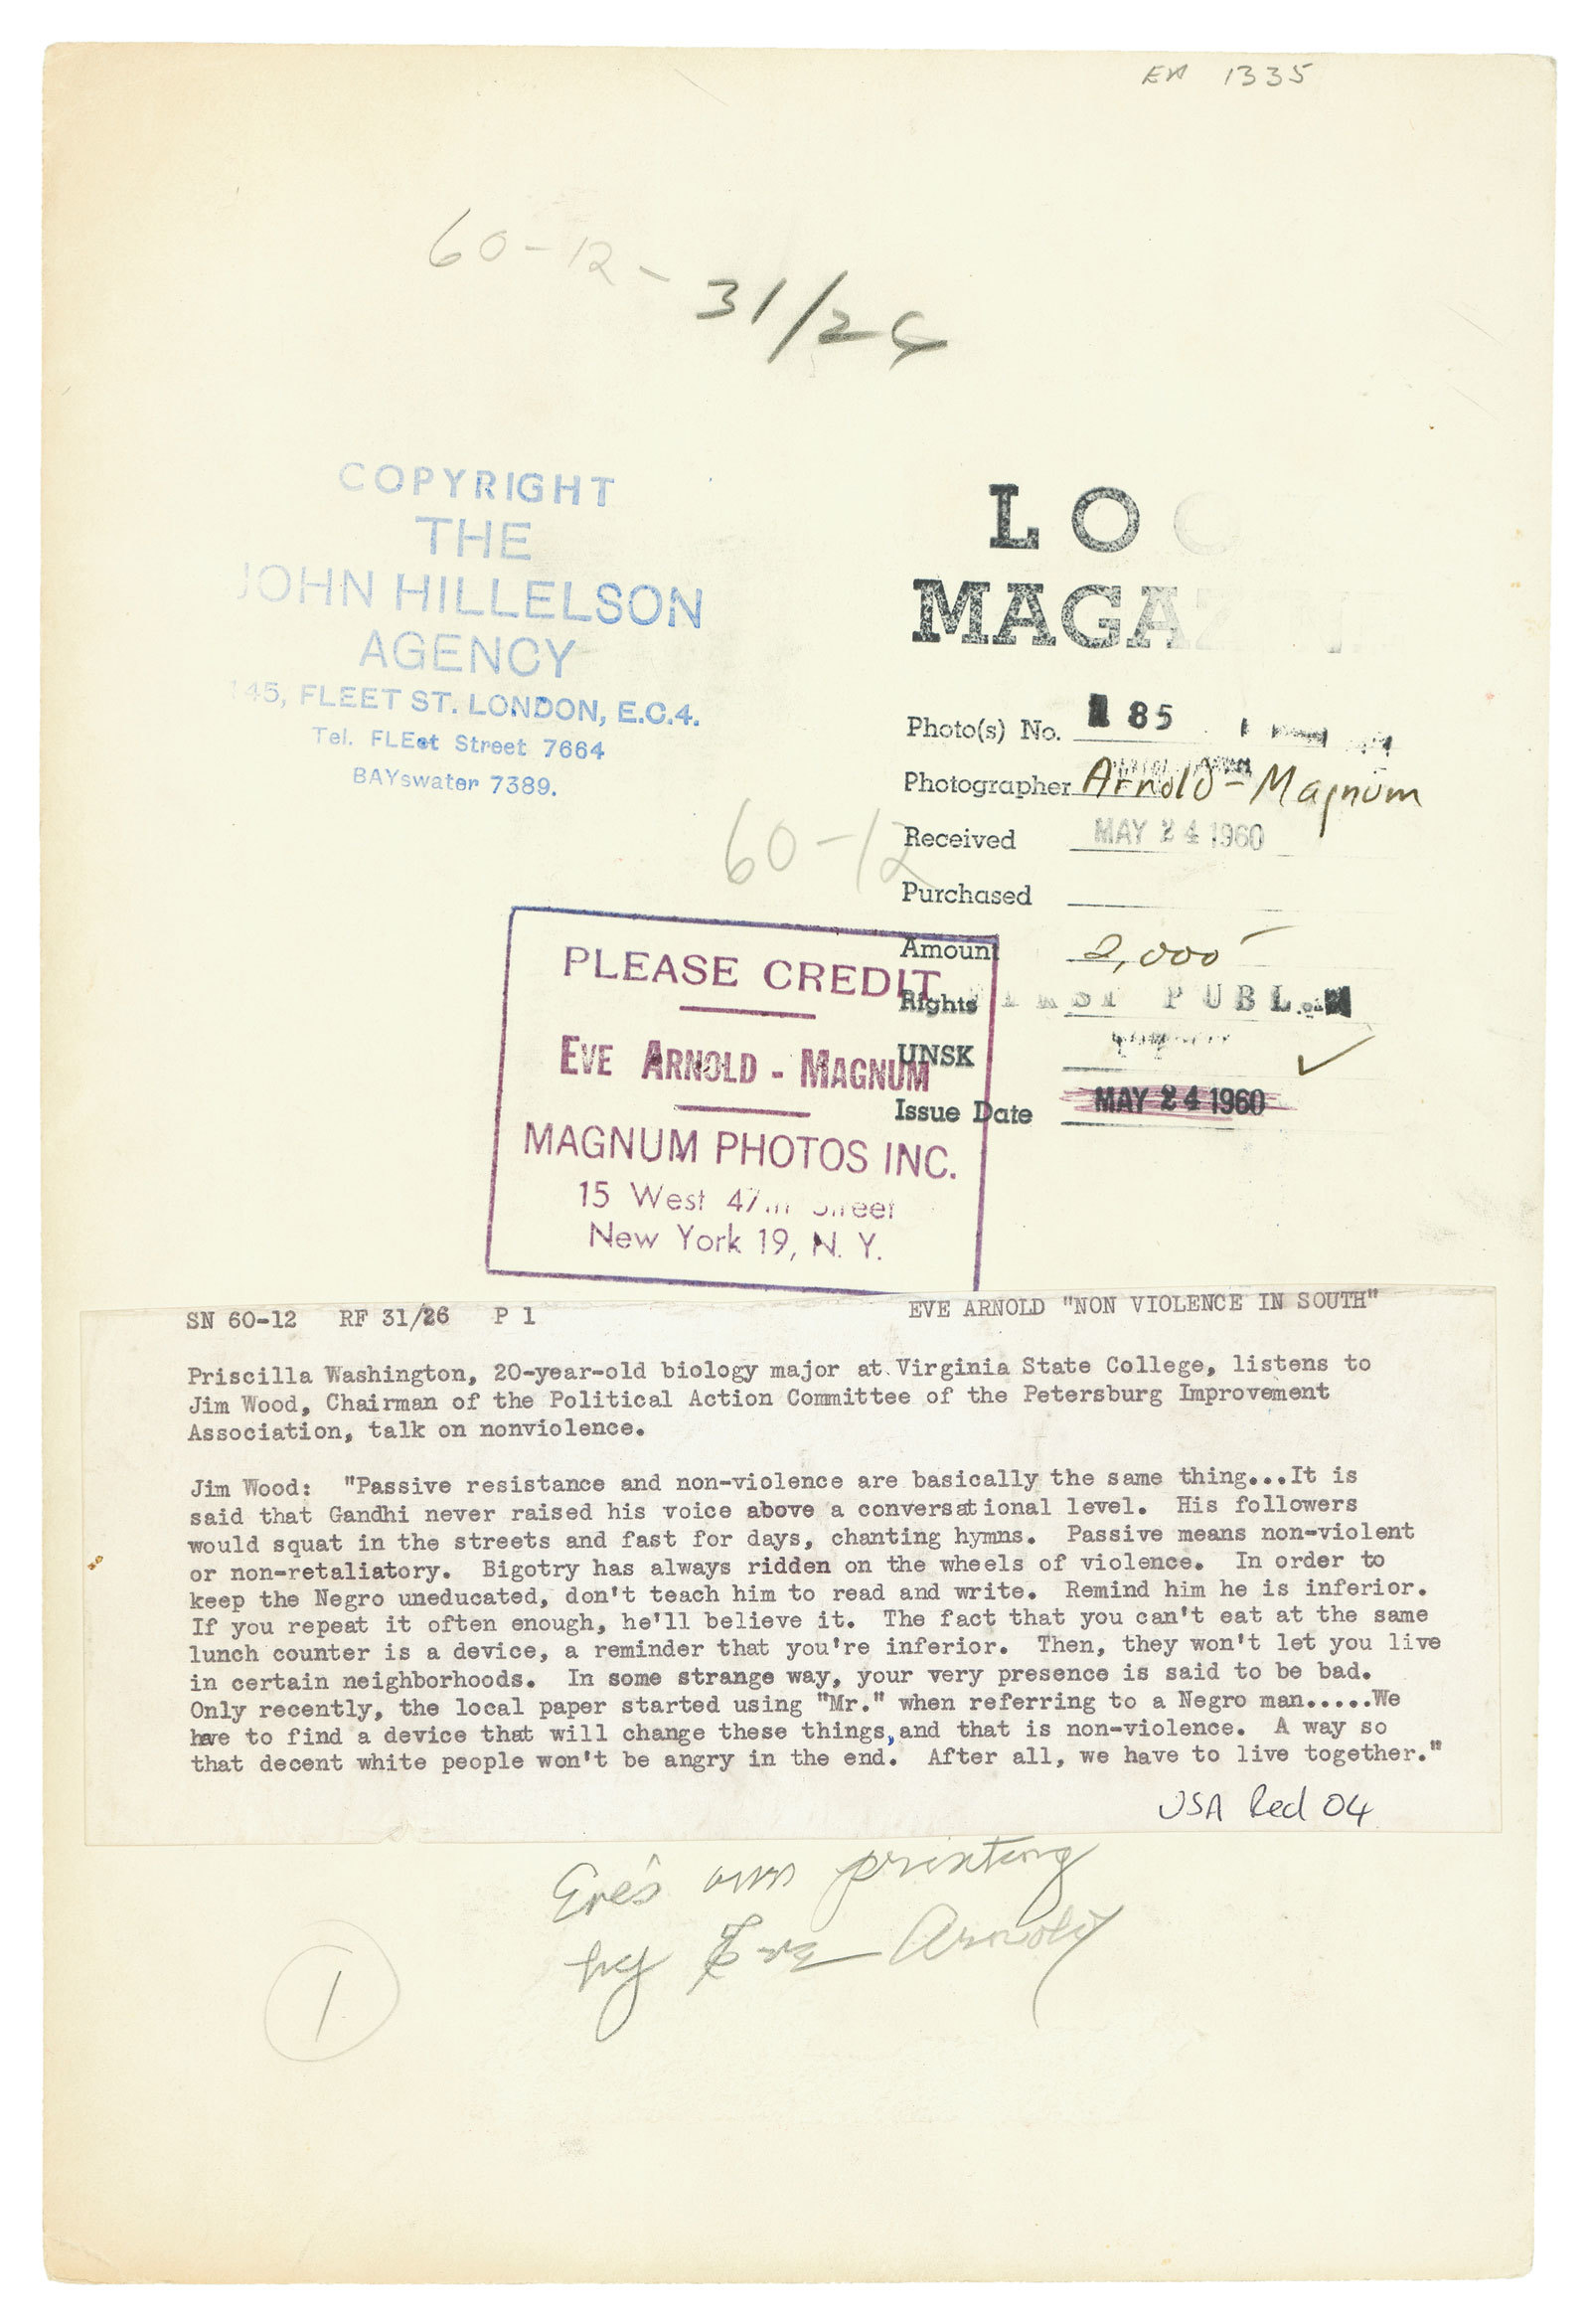 EA 1335
60-12-
31/26
COPYRIGHT
THE
JOHN HILLELSON
AGENCY
145, FLEET ST. LONDON, E.C.4.
Tel. FLEet Street 7664
BAYswater 7389.
LOO
MAGAZIN
Photo(s) No. 85
Photographer Arnold-Magnum
Received MAY 24 1960
60-12
Purchased
Amount 2,000
Rights FIRST PUBL.
UNSK
Issue Date MAY 24 1960
PLEASE CREDIT
EVE ARNOLD - MAGNUM
MAGNUM PHOTOS INC.
15 West 47th Street
New York 19, N. Y.
SN 60-12 RF 31/26 P 1 EVE ARNOLD "NON VIOLENCE IN SOUTH"
Priscilla Washington, 20-year-old biology major at Virginia State College, listens to
Jim Wood, Chairman of the Political Action Committee of the Petersburg Improvement
Association, talk on nonviolence.
Jim Wood: "Passive resistance and non-violence are basically the same thing...It is
said that Gandhi never raised his voice above a conversational level. His followers
would squat in the streets and fast for days, chanting hymns. Passive means non-violent
or non-retaliatory. Bigotry has always ridden on the wheels of violence. In order to
keep the Negro uneducated, don't teach him to read and write. Remind him he is inferior.
If you repeat it often enough, he'll believe it. The fact that you can't eat at the same
lunch counter is a device, a reminder that you're inferior. Then, they won't let you live
in certain neighborhoods. In some strange way, your very presence is said to be bad.
Only recently, the local paper started using "Mr." when referring to a Negro man.....We
have to find a device that will change these things,and that is non-violence. A way so
that decent white people won't be angry in the end. After all, we have to live together."
USA Red 04
Eve's own printing
by Eve Arnold
1